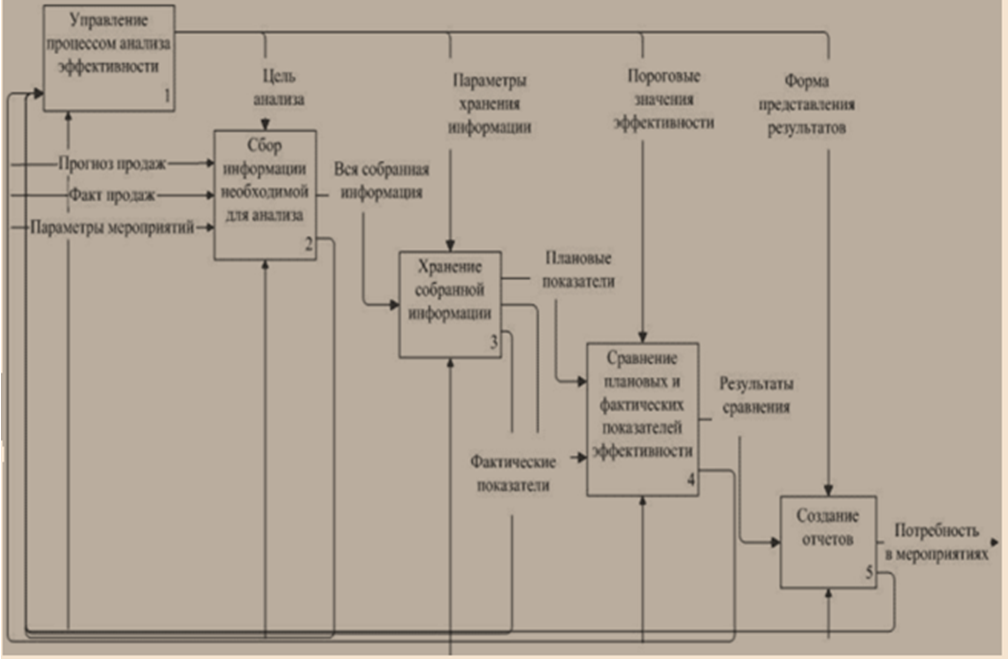 Управление
процессом анализа
эффективности
1
Цель
анализа
Параметры
хранения
информации
Пороговые
значения
эффективности
Форма
представления
результатов
Прогноз продаж
Факт продаж
Параметры мероприятий
Сбор
информации
необходимой
для анализа
2
Вся собранная
информация
Хранение
собранной
информации
3
Плановые
показатели
Фактические
показатели
Сравнение
плановых и
фактических
показателей
эффективности
4
Результаты
сравнения
Создание
отчетов
5
Потребность
в мероприятиях